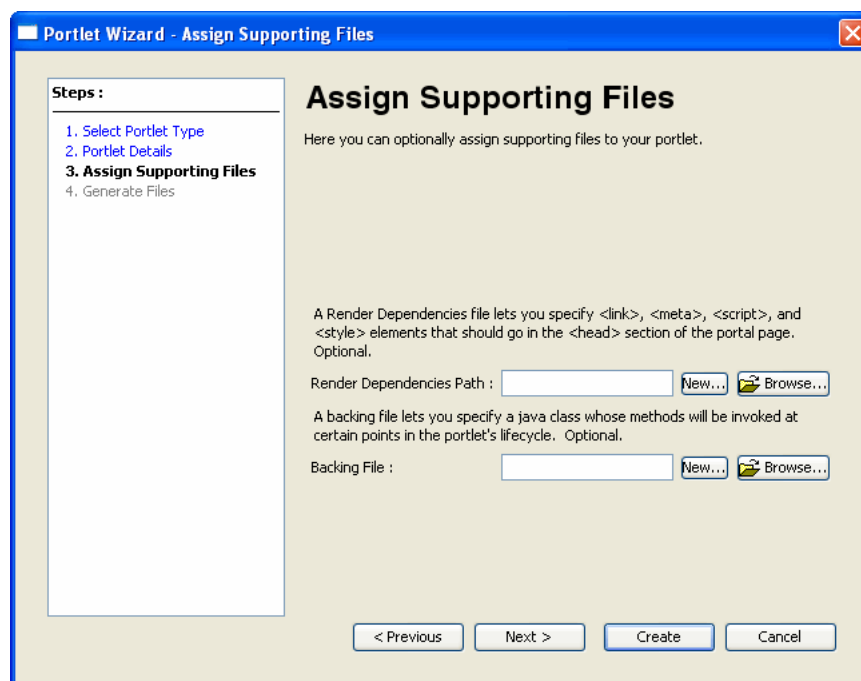 Portlet Wizard - Assign Supporting Files
Steps :
1. Select Portlet Type
2. Portlet Details
3. Assign Supporting Files
4. Generate Files
Assign Supporting Files
Here you can optionally assign supporting files to your portlet.
A Render Dependencies file lets you specify <link>, <meta>, <script>, and
<style> elements that should go in the <head> section of the portal page.
Optional.
Render Dependencies Path : New... Browse...
A backing file lets you specify a java class whose methods will be invoked at
certain points in the portlet's lifecycle. Optional.
Backing File : New... Browse...
< Previous Next > Create Cancel